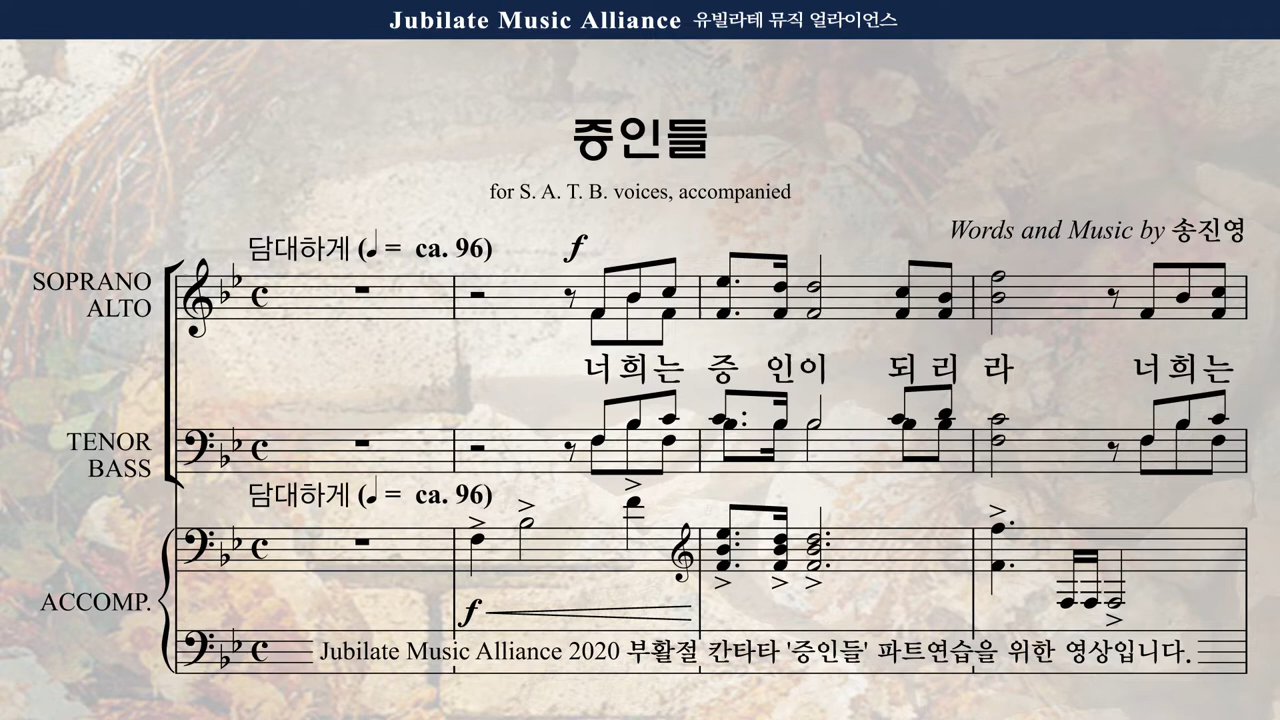 Jubilate Music Alliance 유빌라테 뮤직 얼라이언스
증인들
for S. A. T. B. voices, accompanied
Words and Music by 송진영
담대하게 (♩ = ca. 96)
f
SOPRANO
ALTO
너희는 증 인이 되리 라 너희는
TENOR
BASS
담대하게 (♩ = ca. 96)
ACCOMP.
f
Jubilate Music Alliance 2020 부활절 칸타타 '증인들' 파트연습을 위한 영상입니다.